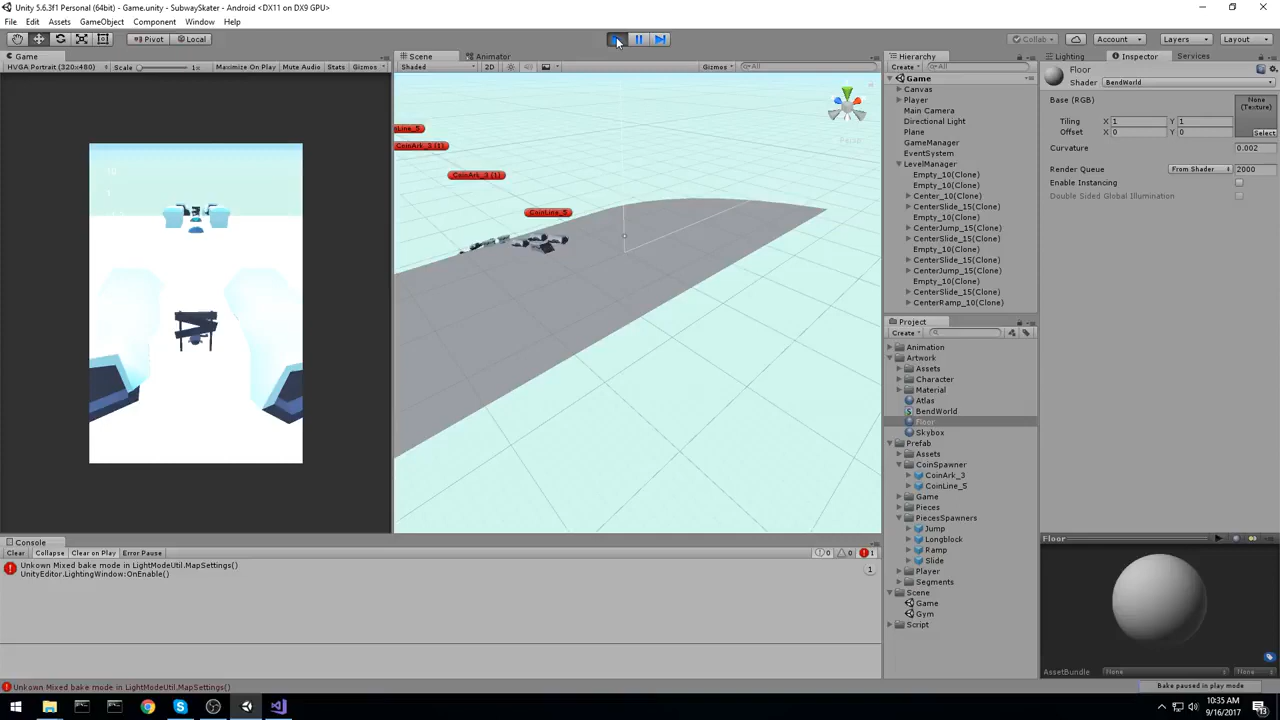 Unity 5.6.3f1 Personal (64bit) - Game.unity - SubwaySkater - Android <DX11 on DX9 GPU>
File Edit Assets GameObject Component Window Help
Pivot Local Collab Account Layers Layout
Game
HVGA Portrait (320x480) Scale 1x Maximize On Play Mute Audio Stats Gizmos
Scene Animator
Shaded 2D Gizmos All
CoinArk_3 (1)
CoinArk_3 (1)
CoinLine_5
Hierarchy
Create All
Game
Canvas
Player
Main Camera
Directional Light
Plane
GameManager
EventSystem
LevelManager
Empty_10(Clone)
Empty_10(Clone)
Center_10(Clone)
CenterSlide_15(Clone)
Empty_10(Clone)
CenterJump_15(Clone)
CenterSlide_15(Clone)
Empty_10(Clone)
CenterSlide_15(Clone)
CenterJump_15(Clone)
Empty_10(Clone)
CenterSlide_15(Clone)
CenterRamp_10(Clone)
Project
Create
Animation
Artwork
Assets
Character
Material
Atlas
BendWorld
Floor
Skybox
Prefab
Assets
CoinSpawner
CoinArk_3
CoinLine_5
Game
Pieces
PiecesSpawners
Jump
Longblock
Ramp
Slide
Player
Segments
Scene
Game
Gym
Script
Lighting Inspector Services
Floor
Shader BendWorld
Base (RGB) None (Texture)
Tiling X 1 Y 1
Offset X 0 Y 0
Select
Curvature 0.002
Render Queue From Shader 2000
Enable Instancing
Double Sided Global Illumination
Floor
AssetBundle None None
Console
Clear Collapse Clear on Play Error Pause 0 0 1
Unkown Mixed bake mode in LightModeUtil.MapSettings()
UnityEditor.LightingWindow:OnEnable()
1
Unkown Mixed bake mode in LightModeUtil.MapSettings()
Bake paused in play mode
10:35 AM
9/16/2017